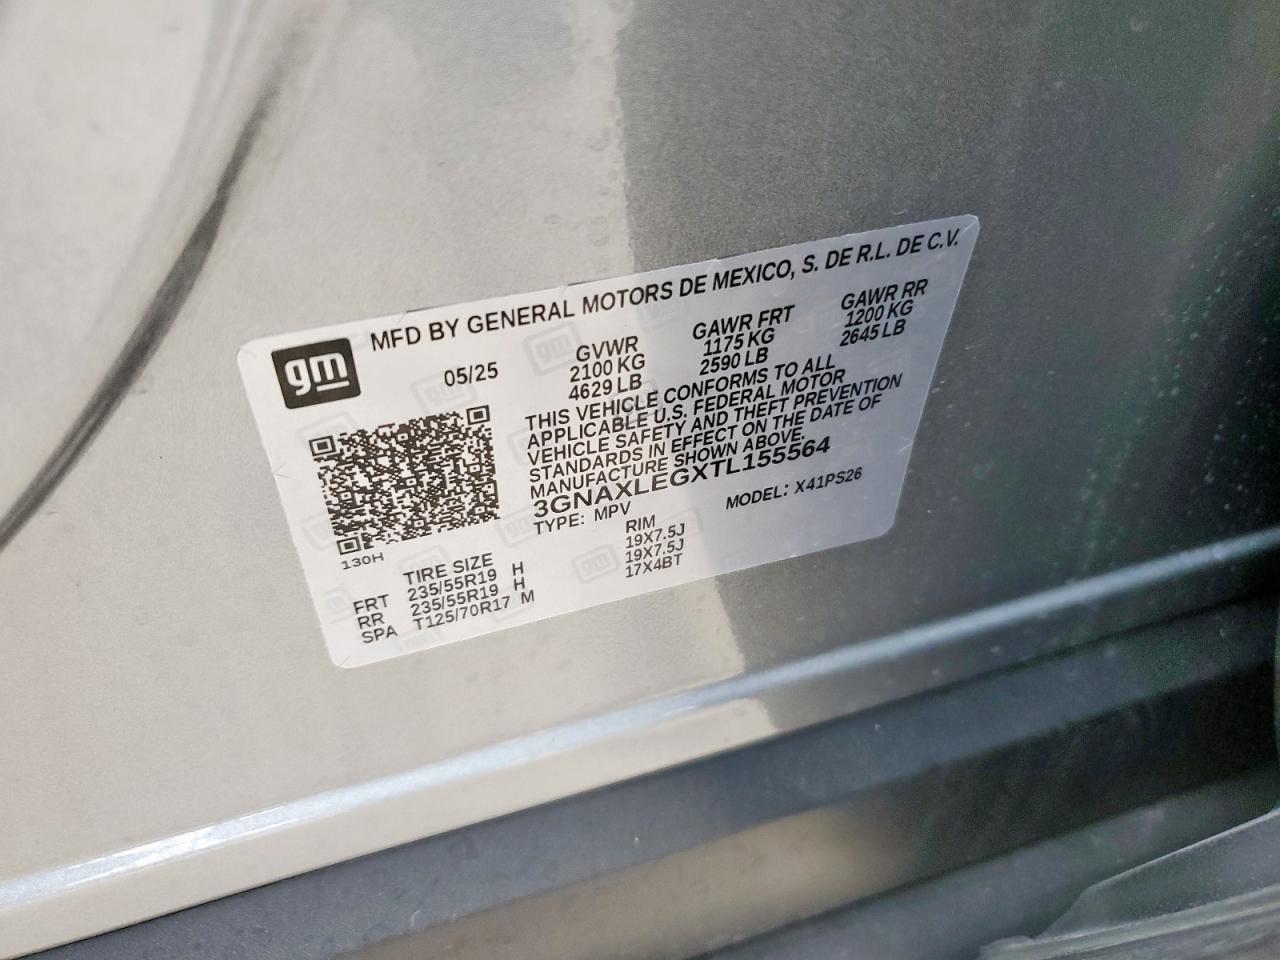 MFD BY GENERAL MOTORS DE MEXICO, S. DE R.L. DE C.V.
gm
05/25
GVWR GAWR FRT GAWR RR
2100 KG 1175 KG 1200 KG
4629 LB 2590 LB 2645 LB
THIS VEHICLE CONFORMS TO ALL
APPLICABLE U.S. FEDERAL MOTOR
VEHICLE SAFETY AND THEFT PREVENTION
STANDARDS IN EFFECT ON THE DATE OF
MANUFACTURE SHOWN ABOVE.
3GNAXLEGXTL155564
TYPE: MPV MODEL: X41PS26
130H
TIRE SIZE RIM
FRT 235/55R19 H 19X7.5J
RR 235/55R19 H 19X7.5J
SPA T125/70R17 M 17X4BT